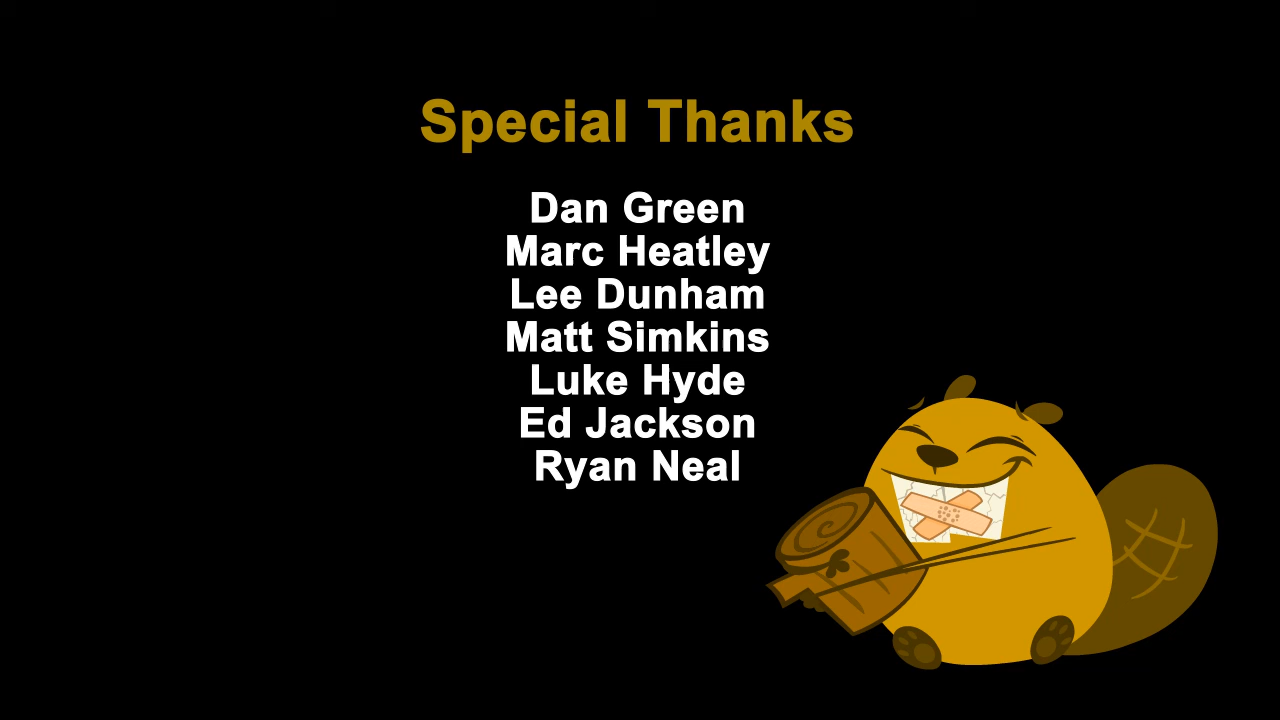 Special Thanks
Dan Green
Marc Heatley
Lee Dunham
Matt Simkins
Luke Hyde
Ed Jackson
Ryan Neal